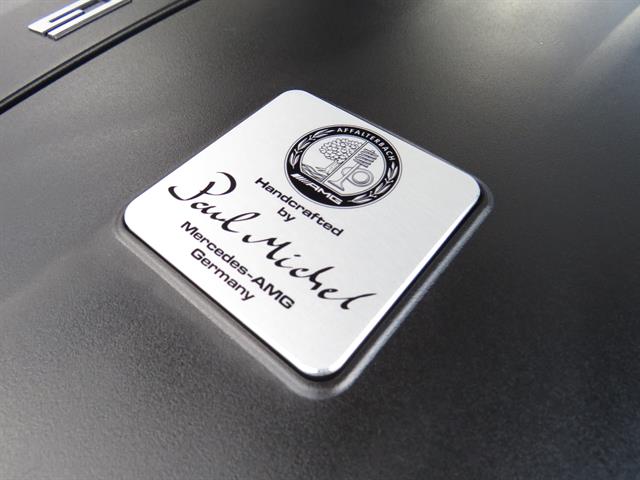 AFFALTERBACH
AMG
Handcrafted
by
Paul Michel
Mercedes-AMG
Germany